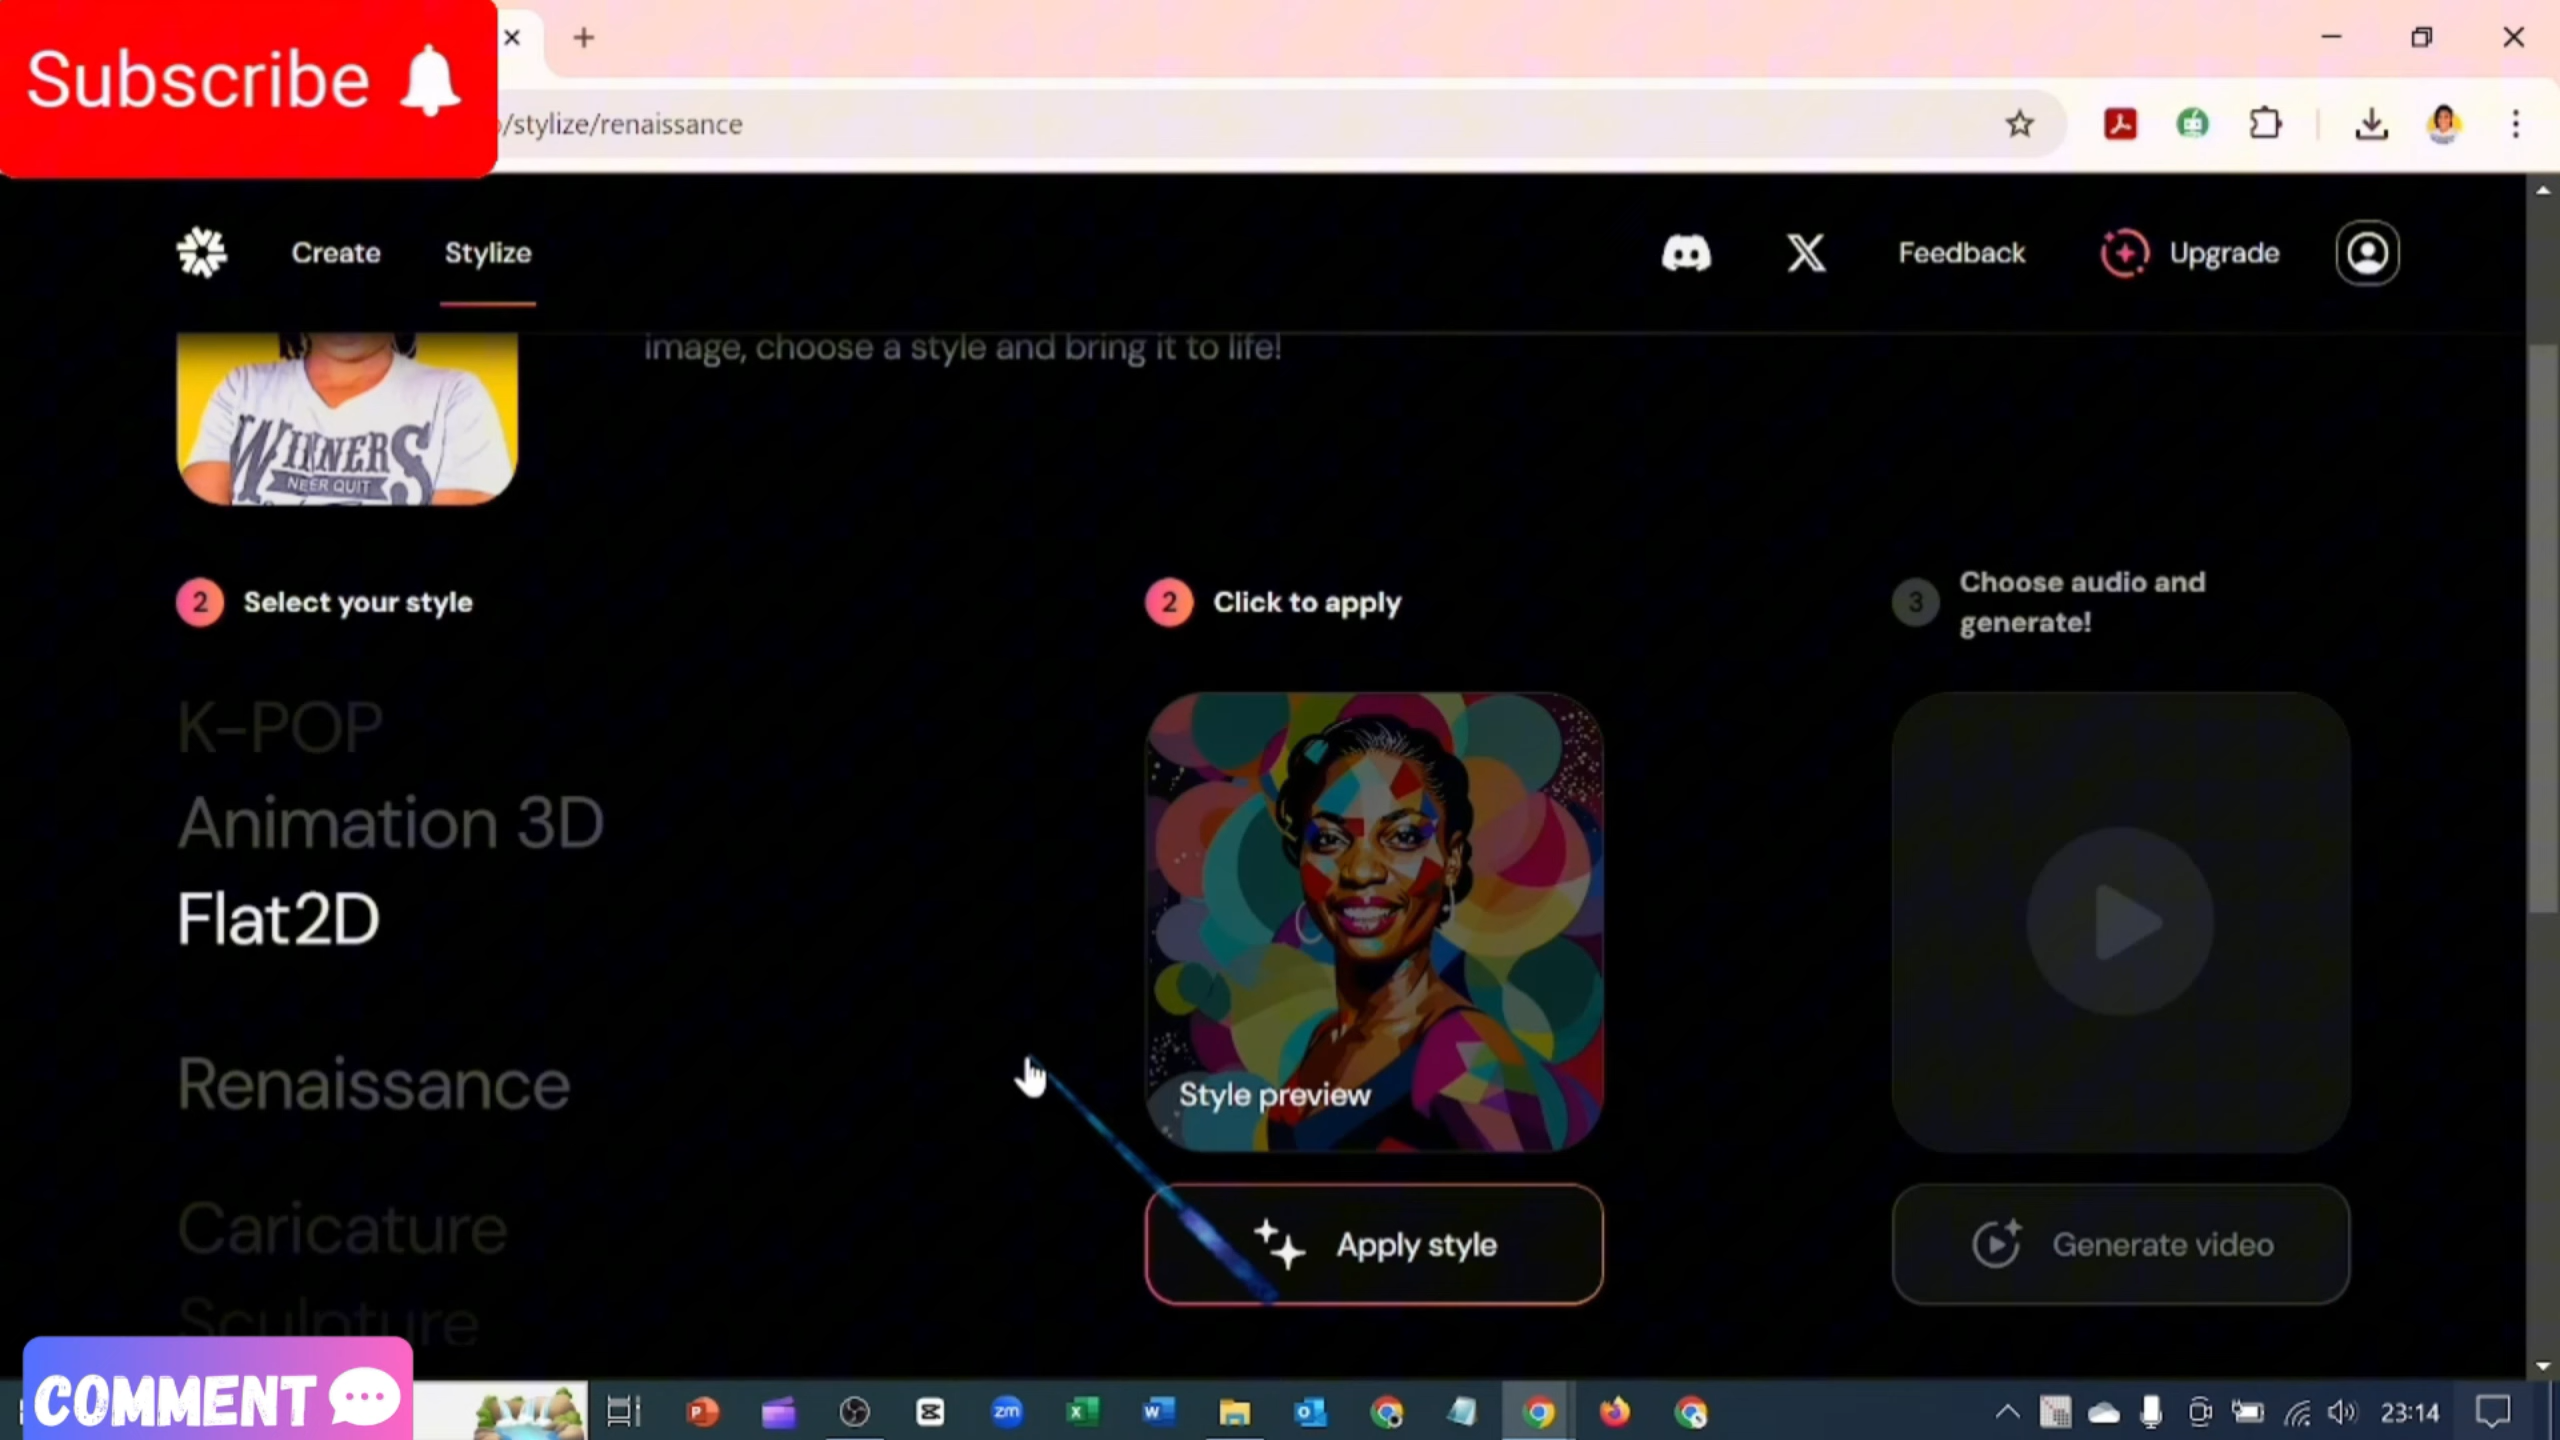 Subscribe
/stylize/renaissance
Create
Stylize
Feedback
Upgrade
image, choose a style and bring it to life!
WINNERS
NEER QUIT
2 Select your style
2 Click to apply
3 Choose audio and
generate!
K-POP
Animation 3D
Flat2D
Renaissance
Caricature
Sculpture
Style preview
Apply style
Generate video
COMMENT
zm
23:14